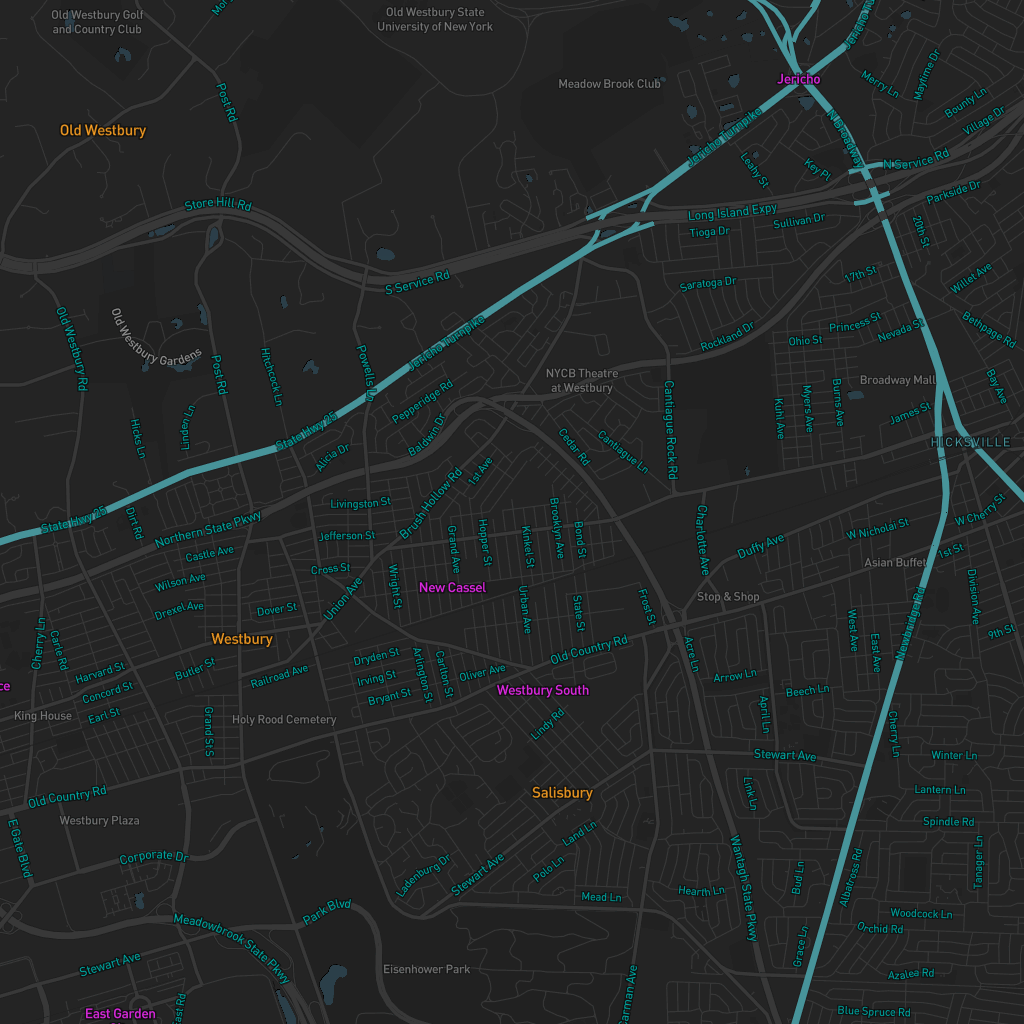 Old Westbury Golf
and Country Club
Old Westbury State
University of New York
Meadow Brook Club
Jericho
Merry Ln
Maytime Dr
Bounty Ln
Village Dr
Post Rd
Old Westbury
Jericho Turnpike
N Broadway
Leahy St
Key Pl
N Service Rd
Parkside Dr
Store Hill Rd
Long Island Expy
Sullivan Dr
Tioga Dr
20th St
S Service Rd
Saratoga Dr
17th St
Willet Ave
Old Westbury Rd
Old Westbury Gardens
Jericho Turnpike
Rockland Dr
Princess St
Nevada St
Ohio St
Bethpage Rd
Post Rd
Hitchcock Ln
Powells Ln
Pepperidge Rd
NYCB Theatre
at Westbury
Cantiague Rock Rd
Broadway Mall
Bay Ave
Kuhl Ave
Myers Ave
Burns Ave
James St
Hicks Ln
Linden Ln
State Hwy 25
Alicia Dr
Baldwin Dr
Cedar Rd
Cantiague Ln
HICKSVILLE
State Hwy 25
Dirt Rd
Northern State Pkwy
Livingston St
Brush Hollow Rd
1st Ave
Jefferson St
Castle Ave
Grand Ave
Hopper St
Kinkel St
Brooklyn Ave
Bond St
Charlotte Ave
Duffy Ave
W Nicholai St
W Cherry St
1st St
Asian Buffet
Wilson Ave
Cross St
Wright St
New Cassel
Stop & Shop
Drexel Ave
Dover St
Union Ave
Urban Ave
State St
Frost St
Division Ave
Newbridge Rd
West Ave
East Ave
9th St
Cherry Ln
Carle Rd
Westbury
Old Country Rd
Acre Ln
Harvard St
Butler St
Railroad Ave
Dryden St
Irving St
Bryant St
Arlington St
Carlton St
Oliver Ave
Arrow Ln
Beech Ln
Concord St
Earl St
King House
Grand St S
Holy Rood Cemetery
Westbury South
Lindy Rd
April Ln
Cherry Ln
Stewart Ave
Winter Ln
Old Country Rd
Salisbury
Link Ln
Lantern Ln
Westbury Plaza
Land Ln
Spindle Rd
E Gate Blvd
Corporate Dr
Ladenburg Dr
Stewart Ave
Polo Ln
Wantagh State Pkwy
Bud Ln
Albatross Rd
Tanager Ln
Hearth Ln
Mead Ln
Park Blvd
Meadowbrook State Pkwy
Woodcock Ln
Orchid Rd
Grace Ln
Stewart Ave
Eisenhower Park
Azalea Rd
East Garden
Blue Spruce Rd